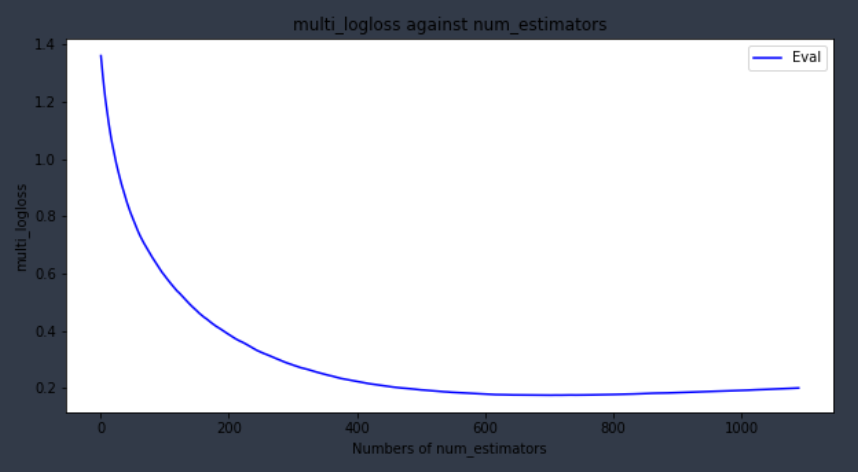 multi_logloss against num_estimators
1.4
1.2
1.0
0.8
0.6
0.4
0.2
multi_logloss
Eval
0 200 400 600 800 1000
Numbers of num_estimators